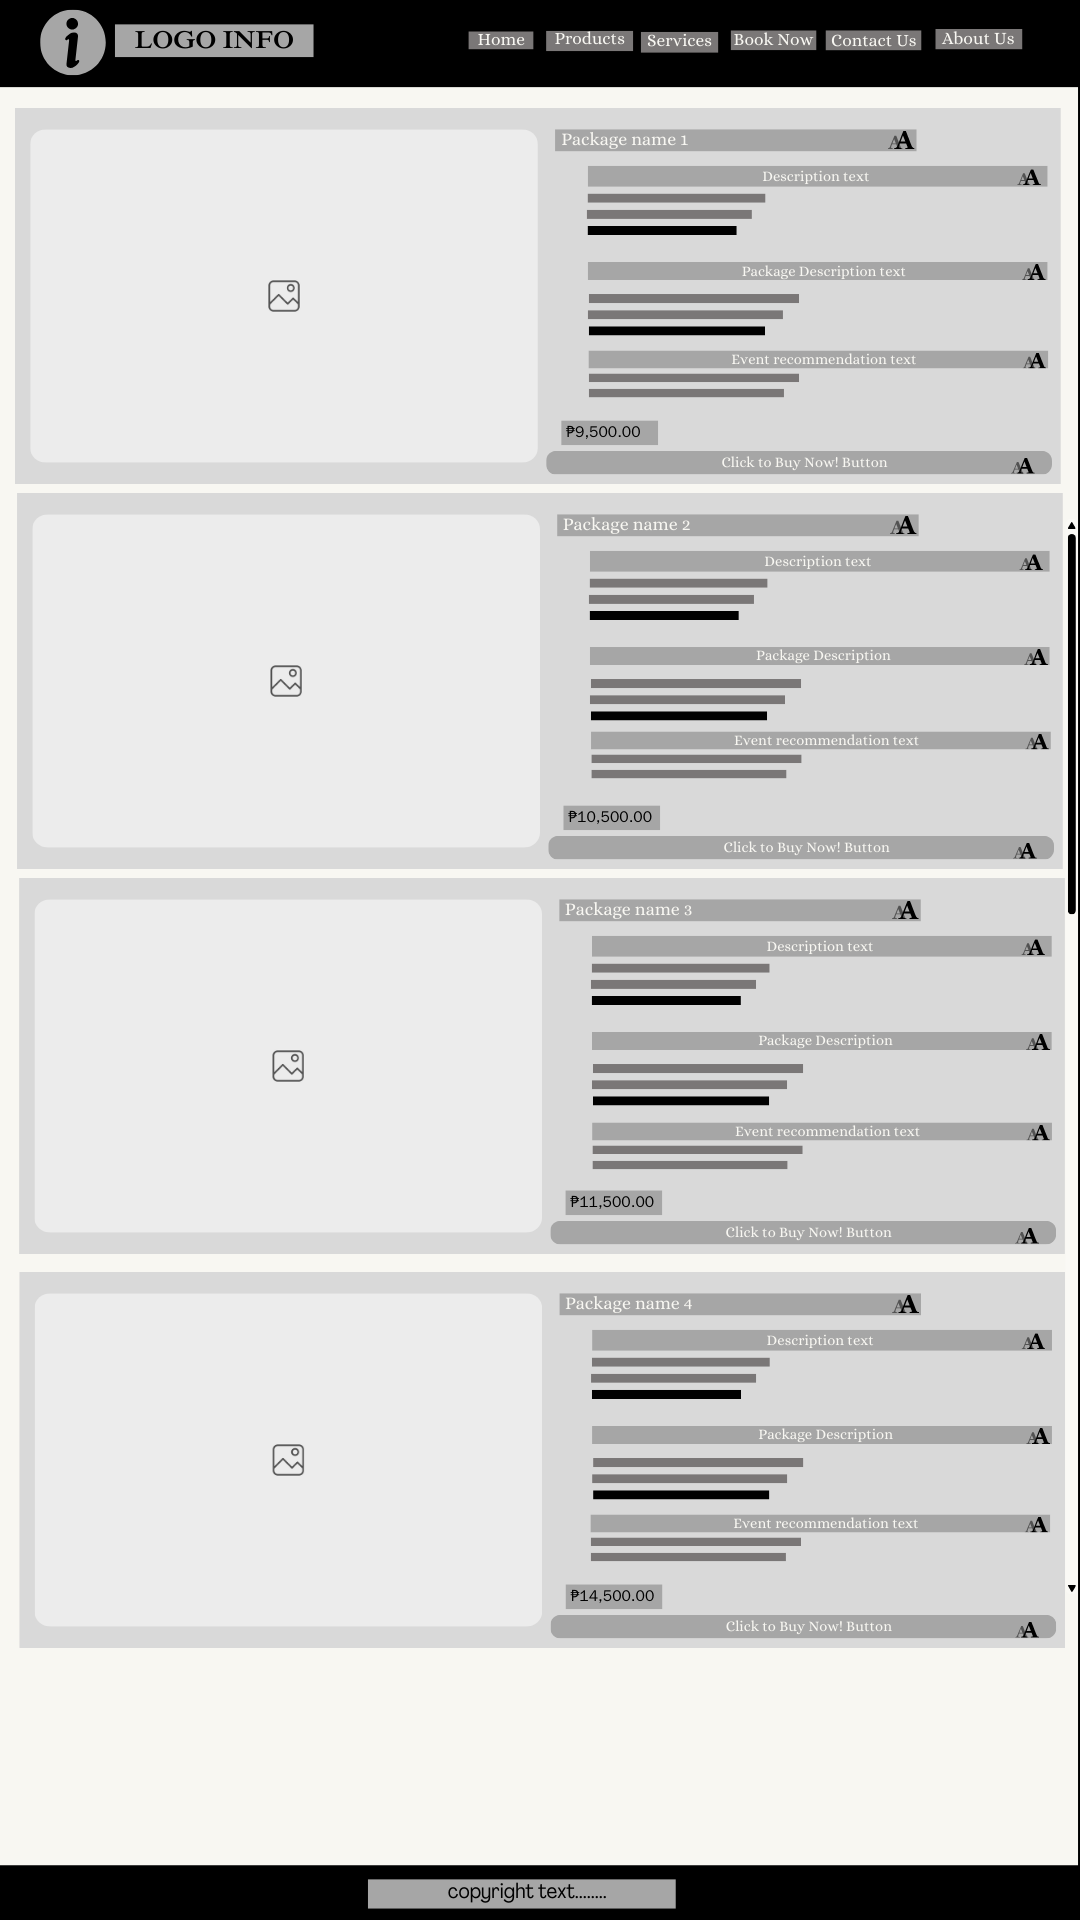 i
LOGO INFO
Home
Products
Services
Book Now
Contact Us
About Us
Package name 1
AA
Description text
AA
Package Description text
AA
Event recommendation text
AA
₱9,500.00
Click to Buy Now! Button
AA
Package name 2
AA
Description text
AA
Package Description
AA
Event recommendation text
AA
₱10,500.00
Click to Buy Now! Button
AA
Package name 3
AA
Description text
AA
Package Description
AA
Event recommendation text
AA
₱11,500.00
Click to Buy Now! Button
AA
Package name 4
AA
Description text
AA
Package Description
AA
Event recommendation text
AA
₱14,500.00
Click to Buy Now! Button
AA
copyright text........